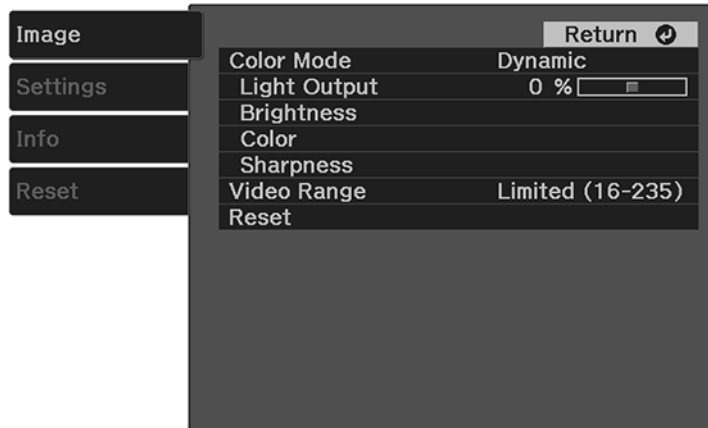 Image
Settings
Info
Reset
Return
Color Mode Dynamic
Light Output 0 %
Brightness
Color
Sharpness
Video Range Limited (16-235)
Reset